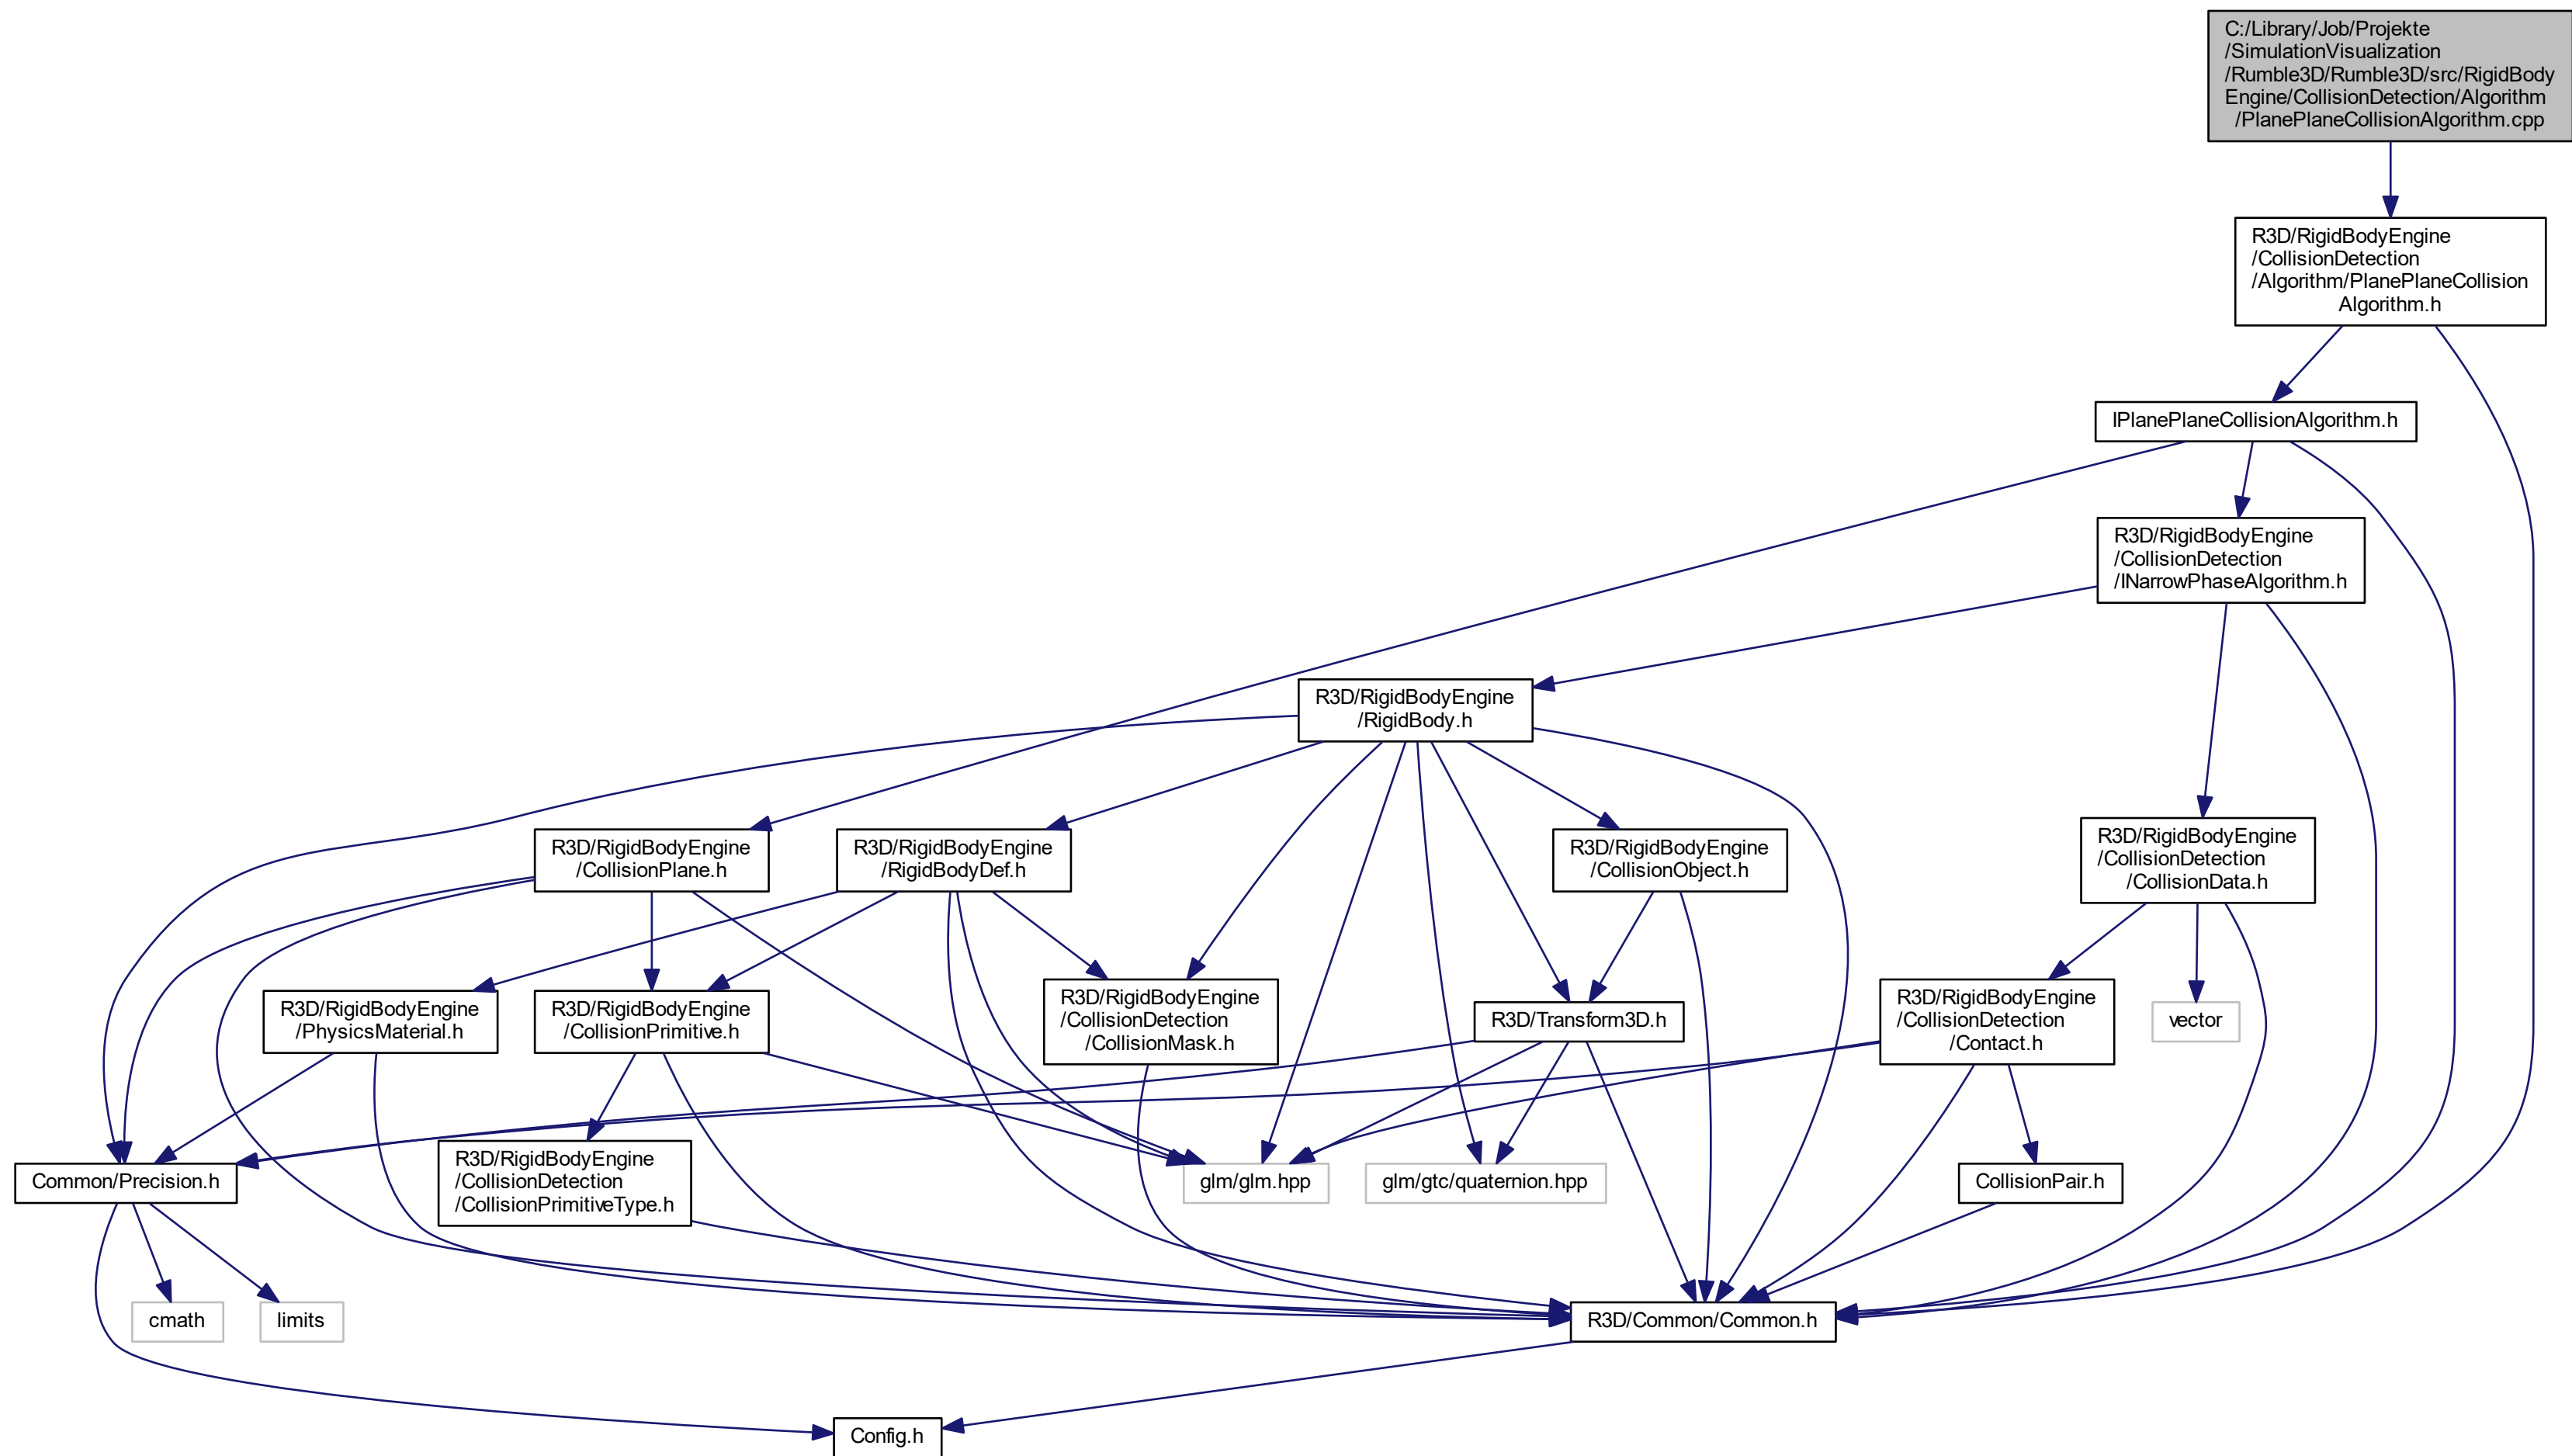 C:/Library/Job/Projekte
/SimulationVisualization
/Rumble3D/Rumble3D/src/RigidBody
Engine/CollisionDetection/Algorithm
/PlanePlaneCollisionAlgorithm.cpp
R3D/RigidBodyEngine
/CollisionDetection
/Algorithm/PlanePlaneCollision
Algorithm.h
IPlanePlaneCollisionAlgorithm.h
R3D/RigidBodyEngine
/CollisionDetection
/INarrowPhaseAlgorithm.h
R3D/RigidBodyEngine
/RigidBody.h
R3D/RigidBodyEngine
/CollisionPlane.h
R3D/RigidBodyEngine
/RigidBodyDef.h
R3D/RigidBodyEngine
/CollisionObject.h
R3D/RigidBodyEngine
/CollisionDetection
/CollisionData.h
R3D/RigidBodyEngine
/PhysicsMaterial.h
R3D/RigidBodyEngine
/CollisionPrimitive.h
R3D/RigidBodyEngine
/CollisionDetection
/CollisionMask.h
R3D/Transform3D.h
R3D/RigidBodyEngine
/CollisionDetection
/Contact.h
vector
Common/Precision.h
R3D/RigidBodyEngine
/CollisionDetection
/CollisionPrimitiveType.h
glm/glm.hpp
glm/gtc/quaternion.hpp
CollisionPair.h
cmath
limits
R3D/Common/Common.h
Config.h